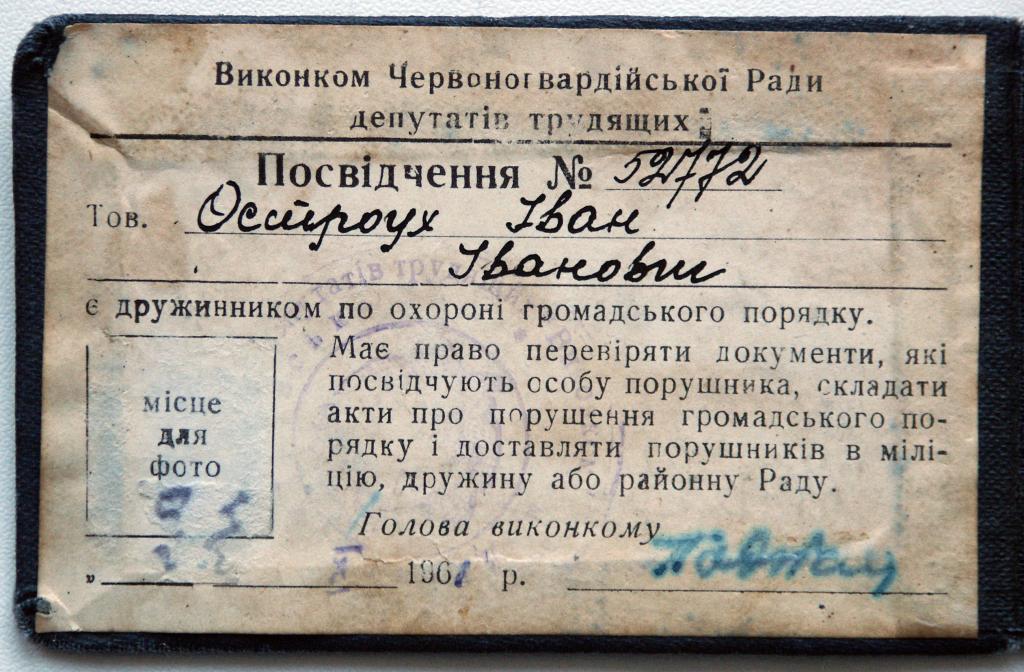 Виконком Червоногвардійської Ради
депутатів трудящих
Посвідчення № 52772
Тов. Остроух Іван
Іванович
є дружинником по охороні громадського порядку.
Має право перевіряти документи, які
посвідчують особу порушника, складати
акти про порушення громадського по-
рядку і доставляти порушників в мілі-
цію, дружину або районну Раду.
місце
для
фото
Голова виконкому
„ 1961 р.